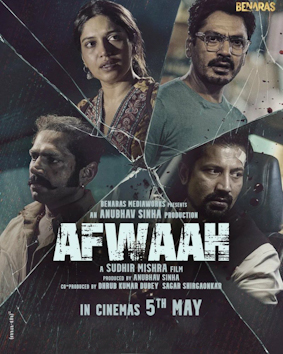 BENARAS
BENARAS MEDIAWORKS PRESENTS
AN ANUBHAV SINHA PRODUCTION
AFWAAH
A SUDHIR MISHRA FILM
PRODUCED BY ANUBHAV SINHA
CO-PRODUCED BY DHRUB KUMAR DUBEY SAGAR SHIRGAONKAR
IN CINEMAS 5TH MAY